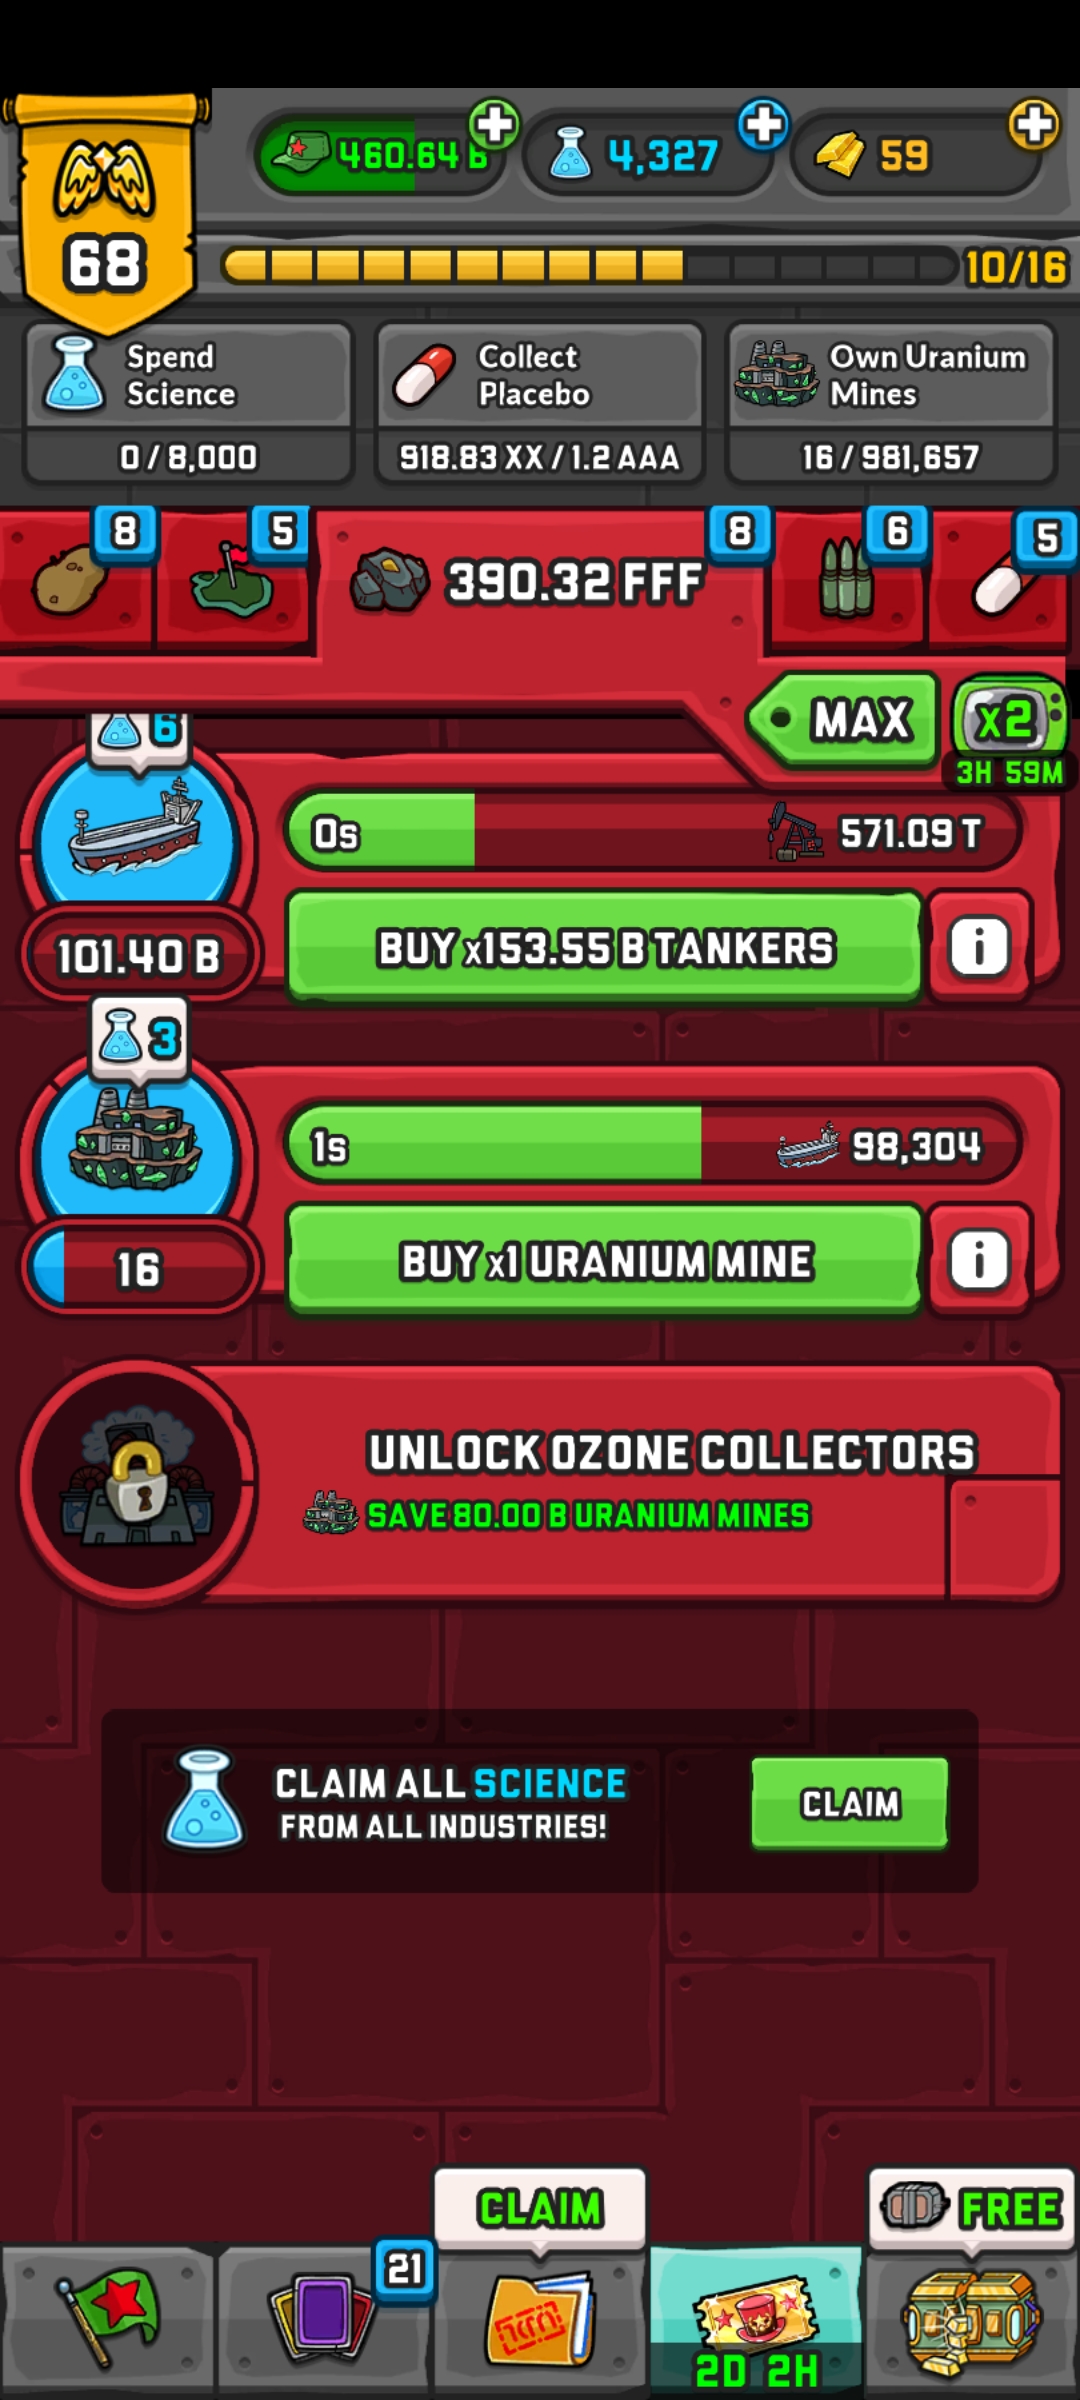 460.64 B
4,327
59
68
10/16
Spend
Science
0 / 8,000
Collect
Placebo
918.83 XX / 1.2 AAA
Own Uranium
Mines
16 / 981,657
8
5
390.32 FFF
8
6
5
MAX
x2
3H 59M
6
0s
571.09 T
101.40 B
BUY x153.55 B TANKERS
i
3
1s
98,304
16
BUY x1 URANIUM MINE
i
UNLOCK OZONE COLLECTORS
SAVE 80.00 B URANIUM MINES
CLAIM ALL SCIENCE
FROM ALL INDUSTRIES!
CLAIM
CLAIM
FREE
21
2D 2H